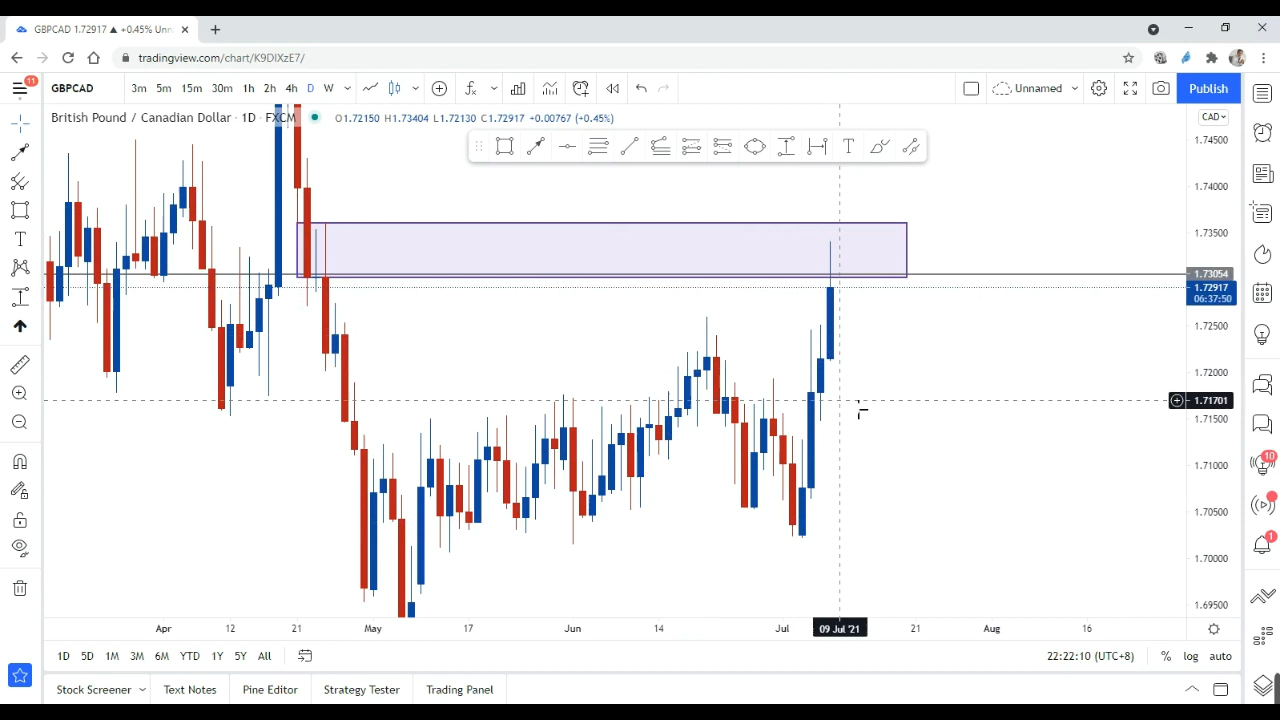 GBPCAD 1.72917 ▲ +0.45% Unn
tradingview.com/chart/K9DIXzE7/
11
GBPCAD
3m 5m 15m 30m 1h 2h 4h D W
Unnamed
Publish
British Pound / Canadian Dollar · 1D · FXCM
O1.72150 H1.73404 L1.72130 C1.72917 +0.00767 (+0.45%)
CAD
1.74500
1.74000
1.73500
1.73054
1.72917
06:37:50
1.72500
1.72000
1.71701
1.71500
1.71000
1.70500
1.70000
1.69500
10
1
Apr 12 21 May 17 Jun 14 Jul 09 Jul '21 21 Aug 16
1D 5D 1M 3M 6M YTD 1Y 5Y All
22:22:10 (UTC+8) % log auto
Stock Screener Text Notes Pine Editor Strategy Tester Trading Panel